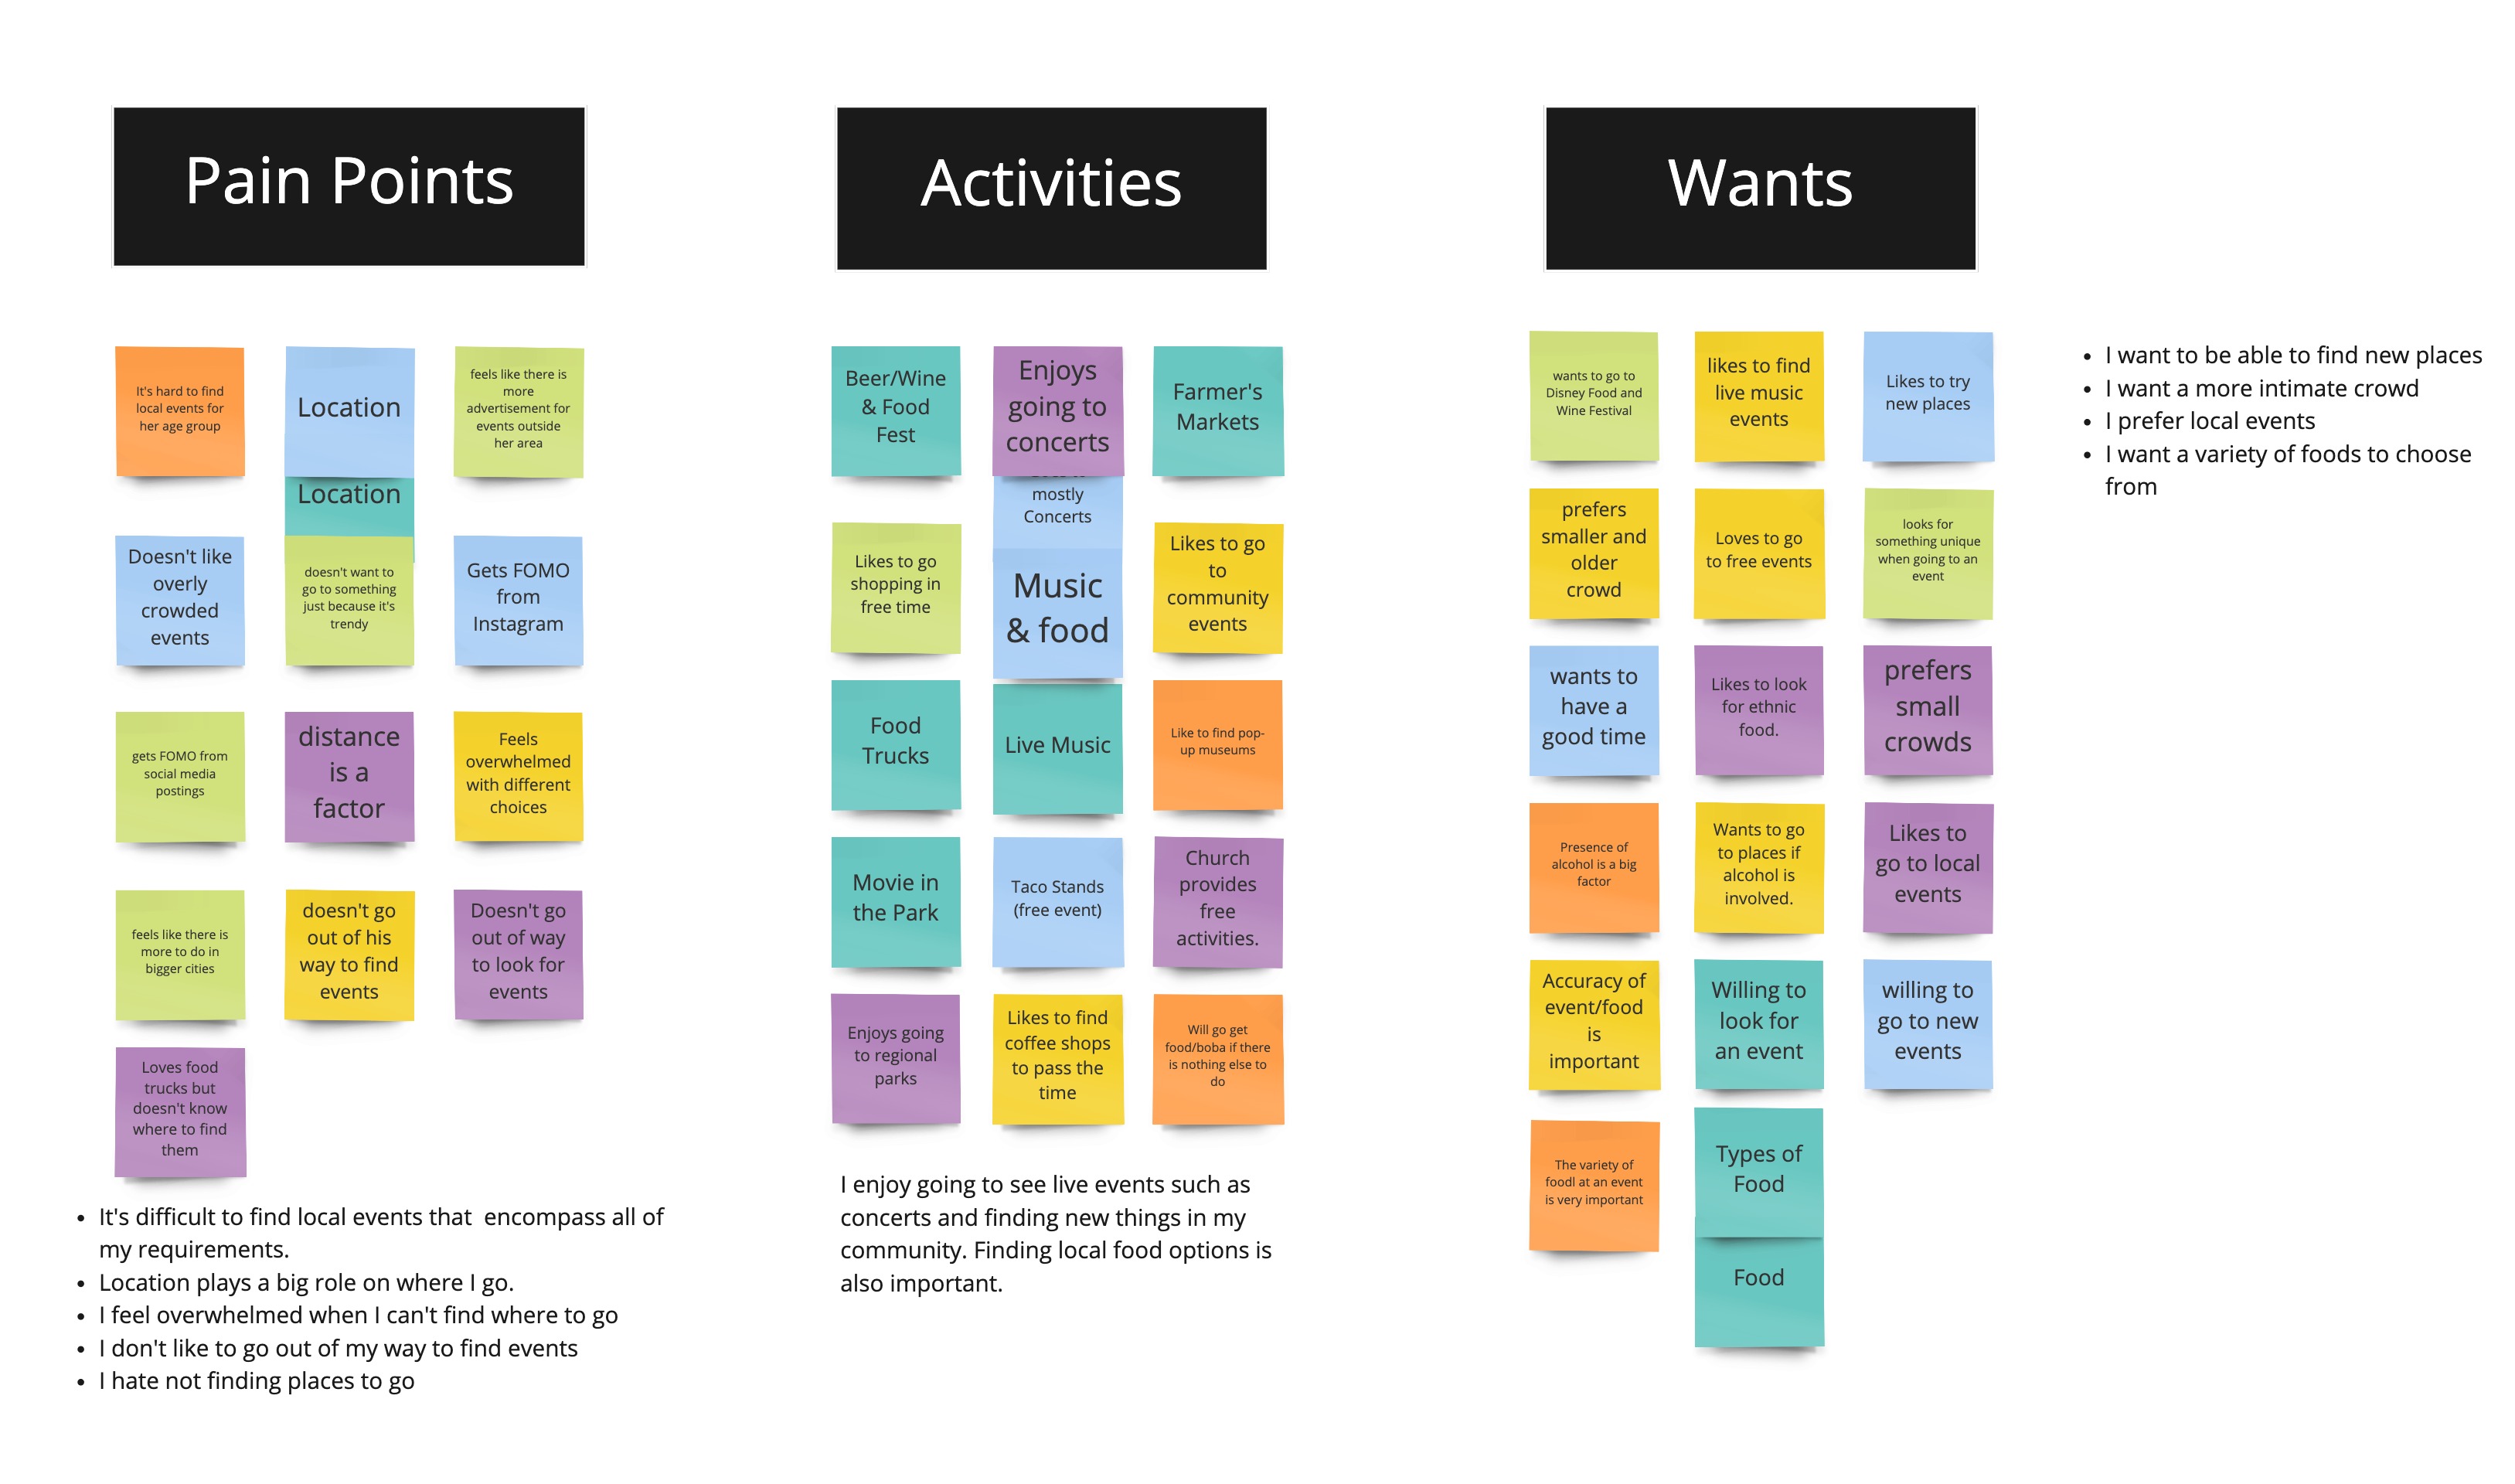 Pain Points
It's hard to find
local events for
her age group
Location
feels like there is
more
advertisement for
events outside
her area
Location
Doesn't like
overly
crowded
events
doesn't want to
go to something
just because it's
trendy
Gets FOMO
from
Instagram
gets FOMO from
social media
postings
distance
is a
factor
Feels
overwhelmed
with different
choices
feels like there is
more to do in
bigger cities
doesn't go
out of his
way to find
events
Doesn't go
out of way
to look for
events
Loves food
trucks but
doesn't know
where to find
them
• It's difficult to find local events that  encompass all of
my requirements.
• Location plays a big role on where I go.
• I feel overwhelmed when I can't find where to go
• I don't like to go out of my way to find events
• I hate not finding places to go
Activities
Beer/Wine
& Food
Fest
Enjoys
going to
concerts
Farmer's
Markets
mostly
Concerts
Likes to go
shopping in
free time
Music
& food
Likes to go
to
community
events
Food
Trucks
Live Music
Like to find pop-
up museums
Movie in
the Park
Taco Stands
(free event)
Church
provides
free
activities.
Enjoys going
to regional
parks
Likes to find
coffee shops
to pass the
time
Will go get
food/boba if there
is nothing else to
do
I enjoy going to see live events such as
concerts and finding new things in my
community. Finding local food options is
also important.
Wants
wants to go to
Disney Food and
Wine Festival
likes to find
live music
events
Likes to try
new places
prefers
smaller and
older
crowd
Loves to go
to free events
looks for
something unique
when going to an
event
wants to
have a
good time
Likes to look
for ethnic
food.
prefers
small
crowds
Presence of
alcohol is a big
factor
Wants to go
to places if
alcohol is
involved.
Likes to
go to local
events
Accuracy of
event/food
is
important
Willing to
look for
an event
willing to
go to new
events
The variety of
foodl at an event
is very important
Types of
Food
Food
• I want to be able to find new places
• I want a more intimate crowd
• I prefer local events
• I want a variety of foods to choose
from